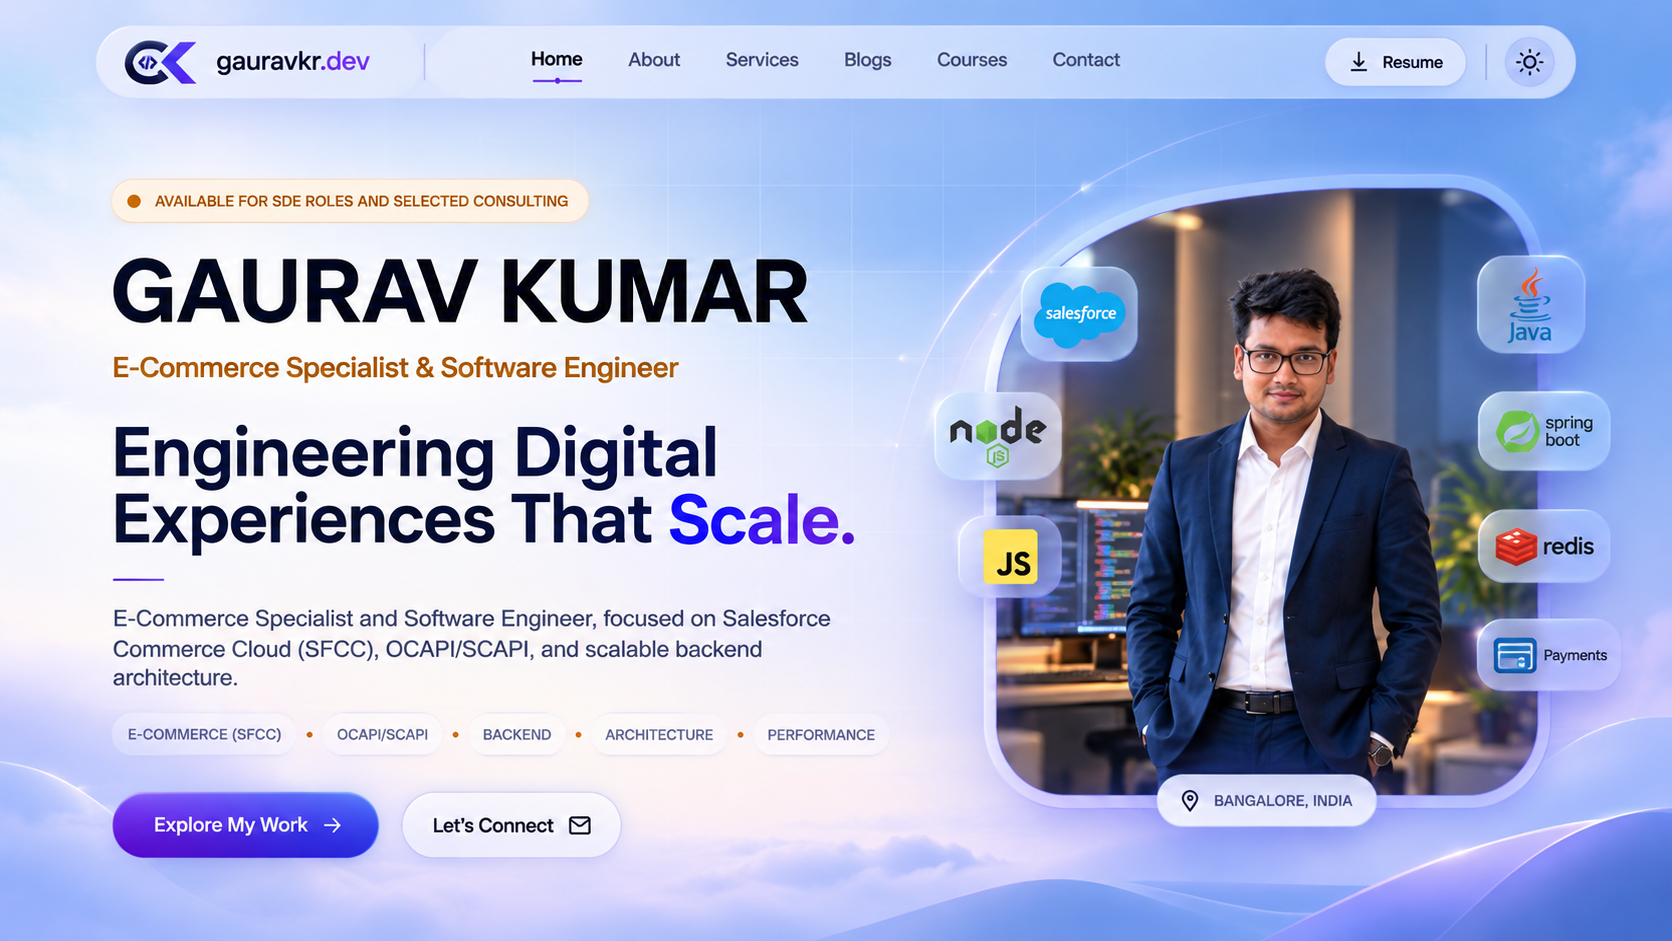 gauravkr.dev
Home
About
Services
Blogs
Courses
Contact
Resume
AVAILABLE FOR SDE ROLES AND SELECTED CONSULTING
GAURAV KUMAR
E-Commerce Specialist & Software Engineer
Engineering Digital
Experiences That Scale.
E-Commerce Specialist and Software Engineer, focused on Salesforce
Commerce Cloud (SFCC), OCAPI/SCAPI, and scalable backend
architecture.
E-COMMERCE (SFCC) • OCAPI/SCAPI • BACKEND • ARCHITECTURE • PERFORMANCE
Explore My Work →
Let's Connect
salesforce
node
JS
JS
Java
spring
boot
redis
Payments
BANGALORE, INDIA